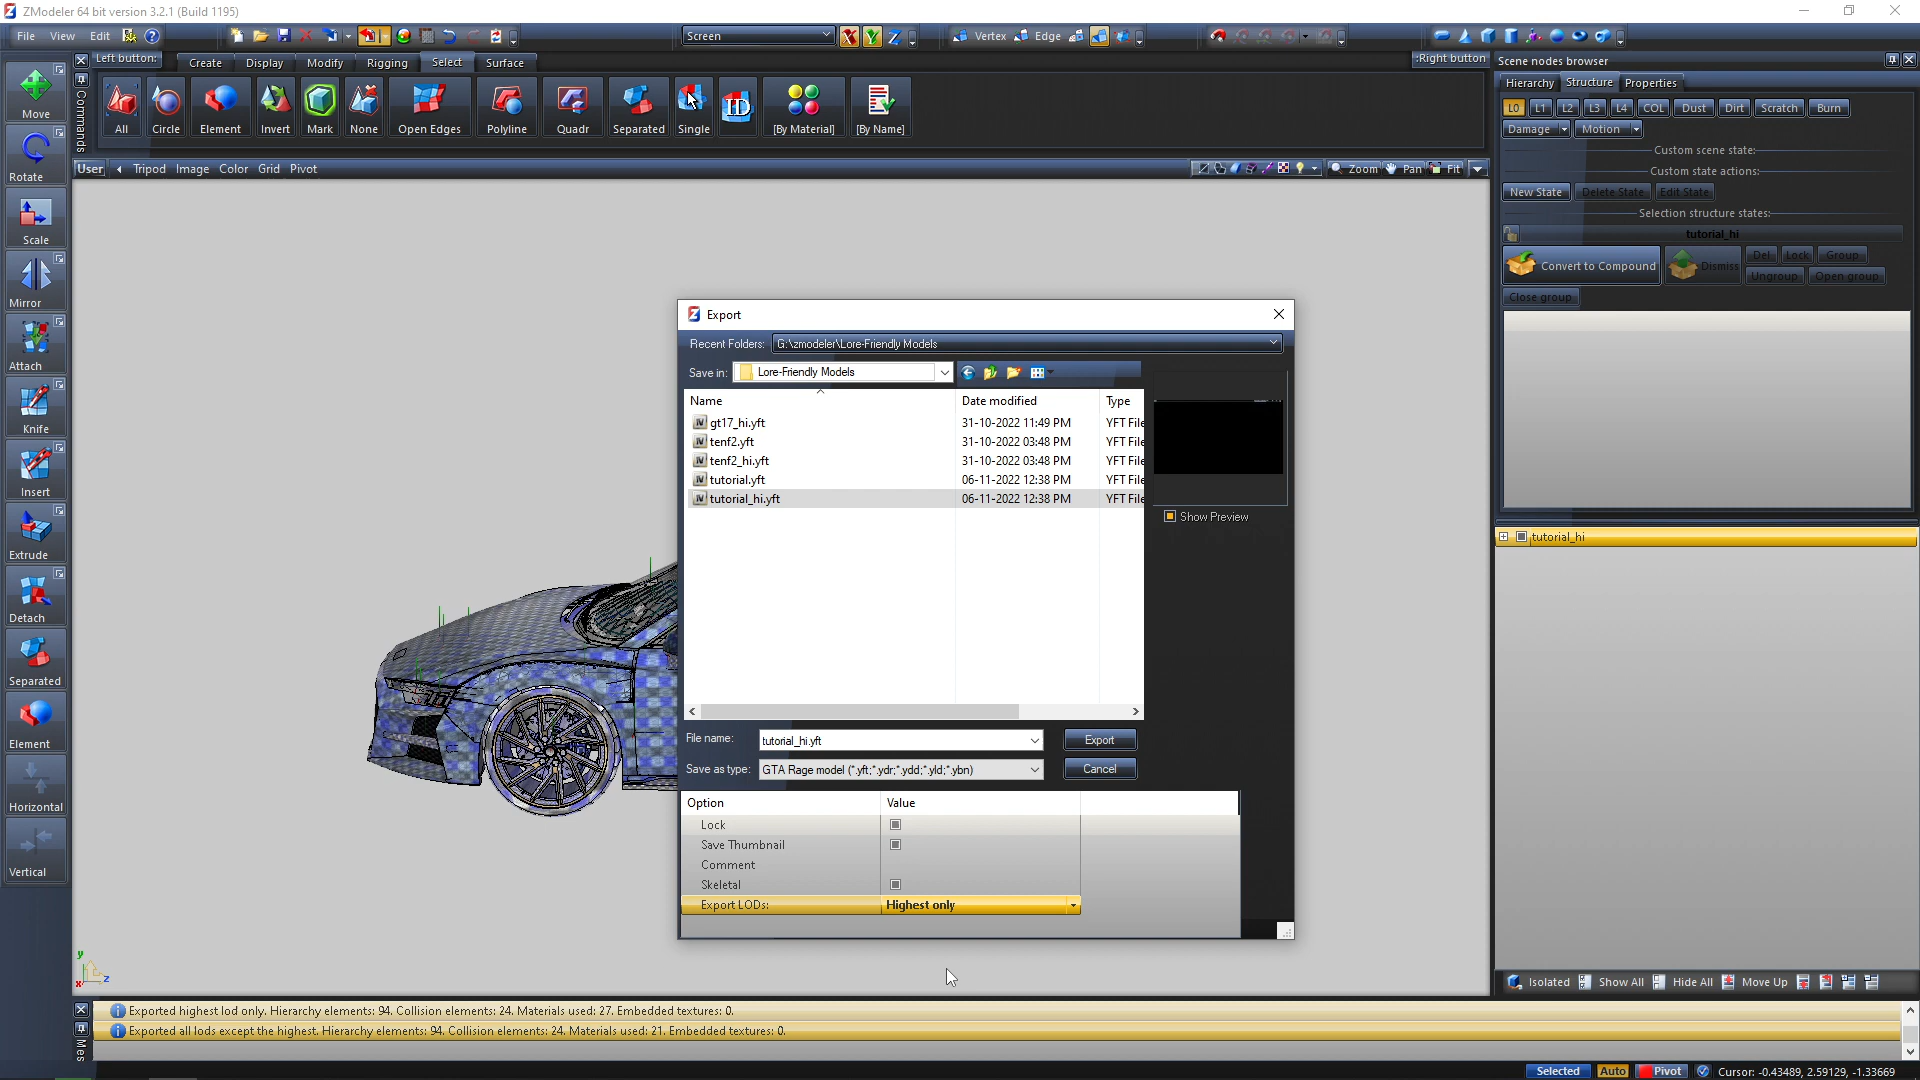 ZModeler 64 bit version 3.2.1 (Build 1195)
File View Edit
Screen
Vertex Edge
Left button:
Create Display Modify Rigging Select Surface
:Right button
Commands
All Circle Element Invert Mark None Open Edges Polyline Quadr Separated Single ID [By Material] [By Name]
User Tripod Image Color Grid Pivot
Zoom Pan Fit
Move
Rotate
Scale
Mirror
Attach
Knife
Insert
Extrude
Detach
Separated
Element
Horizontal
Vertical
Scene nodes browser
Hierarchy Structure Properties
L0 L1 L2 L3 L4 COL Dust Dirt Scratch Burn
Damage Motion
Custom scene state:
Custom state actions:
New State Delete State Edit State
Selection structure states:
tutorial_hi
Convert to Compound Dismiss Del Lock Group
Ungroup Open group
Close group
tutorial_hi
Isolated Show All Hide All Move Up
Export
Recent Folders: G:\zmodeler\Lore-Friendly Models
Save in: Lore-Friendly Models
Name Date modified Type
gt17_hi.yft 31-10-2022 11:49 PM YFT File
tenf2.yft 31-10-2022 03:48 PM YFT File
tenf2_hi.yft 31-10-2022 03:48 PM YFT File
tutorial.yft 06-11-2022 12:38 PM YFT File
tutorial_hi.yft 06-11-2022 12:38 PM YFT File
Show Preview
File name: tutorial_hi.yft Export
Save as type: GTA Rage model (*.yft;*.ydr;*.ydd;*.yld;*.ybn) Cancel
Option Value
Lock
Save Thumbnail
Comment
Skeletal
Export LODs: Highest only
y
x z
Exported highest lod only. Hierarchy elements: 94. Collision elements: 24. Materials used: 27. Embedded textures: 0.
Exported all lods except the highest. Hierarchy elements: 94. Collision elements: 24. Materials used: 21. Embedded textures: 0.
Mes
Selected Auto Pivot Cursor: -0.43489, 2.59129, -1.33669